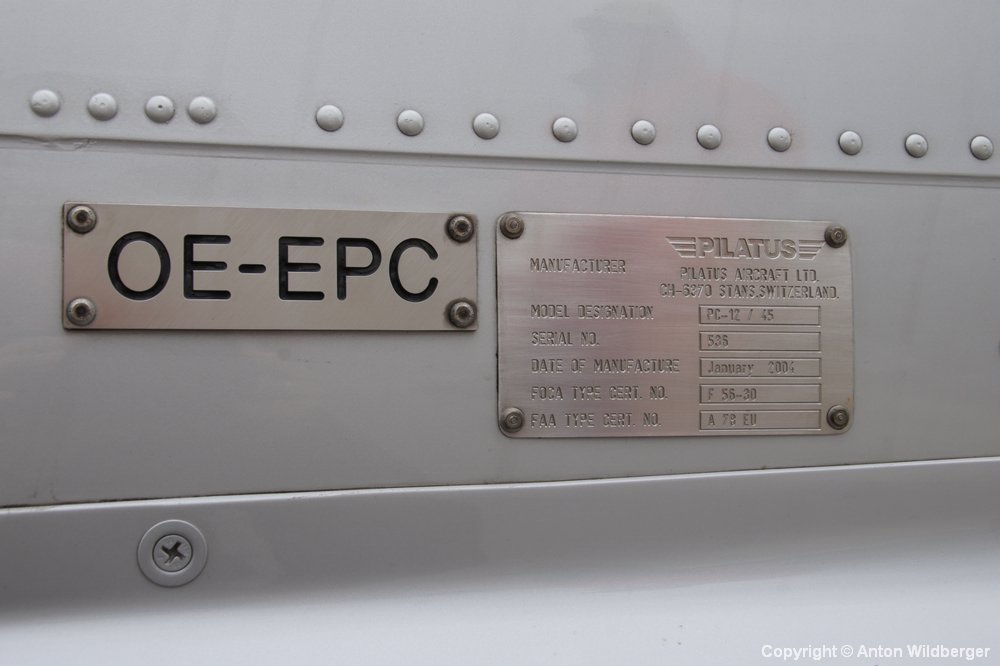 OE-EPC
PILATUS
MANUFACTURER PILATUS AIRCRAFT LTD.
CH-6370 STANS,SWITZERLAND.
MODEL DESIGNATION PC-12 / 45
SERIAL NO. 536
DATE OF MANUFACTURE January 2004
FOCA TYPE CERT. NO. F 56-30
FAA TYPE CERT. NO. A 78 EU
Copyright © Anton Wildberger